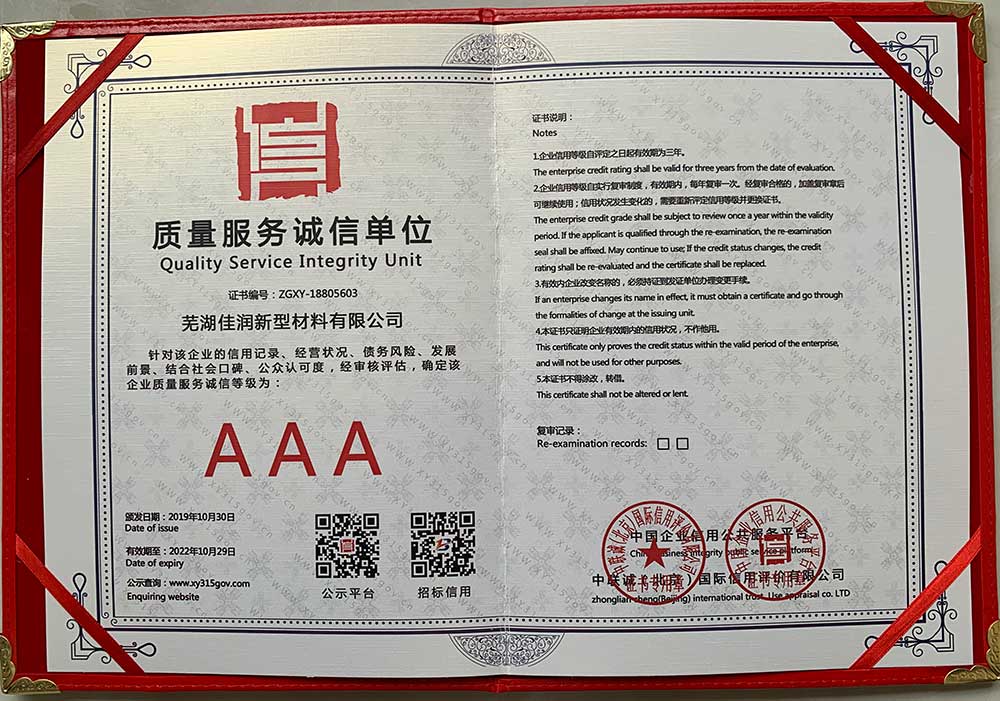 信
质量服务诚信单位
Quality Service Integrity Unit
证书编号：ZGXY-18805603
芜湖佳润新型材料有限公司
针对该企业的信用记录、经营状况、债务风险、发展
前景、结合社会口碑、公众认可度，经审核评估，确定该
企业质量服务诚信等级为：
AAA
颁发日期：2019年10月30日
Date of issue
有效期至：2022年10月29日
Date of expiry
公示查询：www.xy315gov.com
Enquiring website
公示平台
招标信用
证书说明：
Notes
1.企业信用等级自评定之日起有效期为三年。
The enterprise credit rating shall be valid for three years from the date of evaluation.
2.企业信用等级自实行复审制度，有效期内，每年复审一次。经复审合格的，加盖复审章后
可继续使用；信用状况发生变化的，需要重新评定信用等级并更换证书。
The enterprise credit grade shall be subject to review once a year within the validity
period. If the applicant is qualified through the re-examination, the re-examination
seal shall be affixed. May continue to use; If the credit status changes, the credit
rating shall be re-evaluated and the certificate shall be replaced.
3.有效内企业改变名称的，必须持证到发证单位办理变更手续。
If an enterprise changes its name in effect, it must obtain a certificate and go through
the formalities of change at the issuing unit.
4.本证书只证明企业有效期内的信用状况，不作他用。
This certificate only proves the credit status within the valid period of the enterprise,
and will not be used for other purposes.
5.本证书不得涂改，转借。
This certificate shall not be altered or lent.
复审记录：
Re-examination records:
中国企业信用公共服务平台
China business integrity public service platform
中联诚（北京）国际信用评价有限公司
zhonglian cheng(Beijing) international trust Use appraisal co. LTD
证书专用章